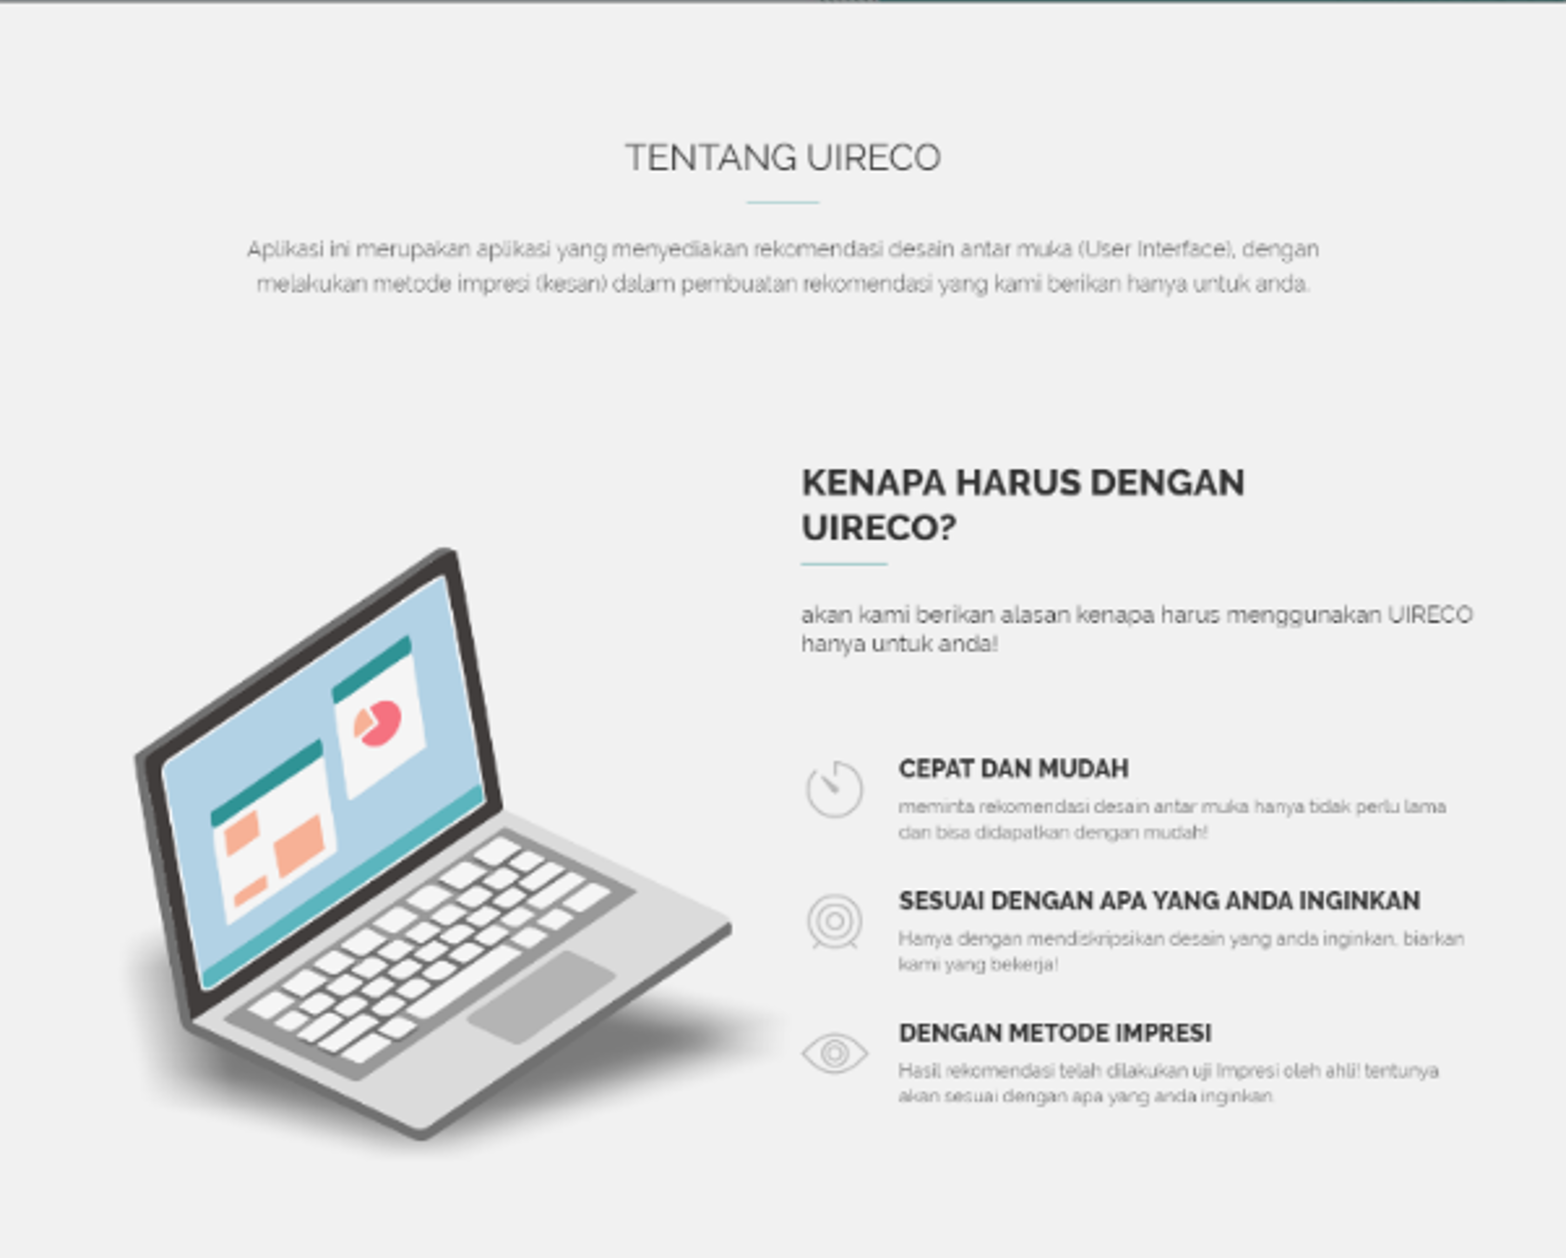 TENTANG UIRECO
Aplikasi ini merupakan aplikasi yang menyediakan rekomendasi desain antar muka (User Interface), dengan
melakukan metode impresi (kesan) dalam pembuatan rekomendasi yang kami berikan hanya untuk anda.
KENAPA HARUS DENGAN
UIRECO?
akan kami berikan alasan kenapa harus menggunakan UIRECO
hanya untuk anda!
CEPAT DAN MUDAH
meminta rekomendasi desain antar muka hanya tidak perlu lama
dan bisa didapatkan dengan mudah!
SESUAI DENGAN APA YANG ANDA INGINKAN
Hanya dengan mendiskripsikan desain yang anda inginkan, biarkan
kami yang bekerja!
DENGAN METODE IMPRESI
Hasil rekomendasi telah dilakukan uji Impresi oleh ahli! tentunya
akan sesuai dengan apa yang anda inginkan.